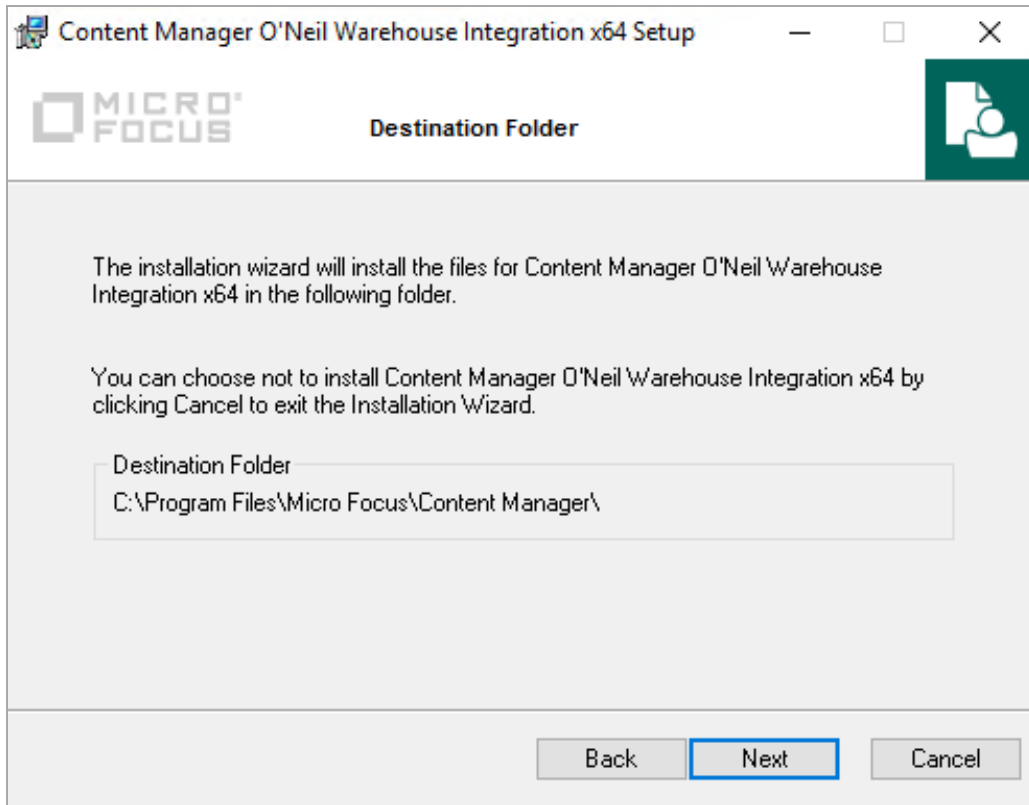 Content Manager O'Neil Warehouse Integration x64 Setup
MICRO
FOCUS
Destination Folder
The installation wizard will install the files for Content Manager O'Neil Warehouse
Integration x64 in the following folder.
You can choose not to install Content Manager O'Neil Warehouse Integration x64 by
clicking Cancel to exit the Installation Wizard.
Destination Folder
C:\Program Files\Micro Focus\Content Manager\
Back
Next
Cancel